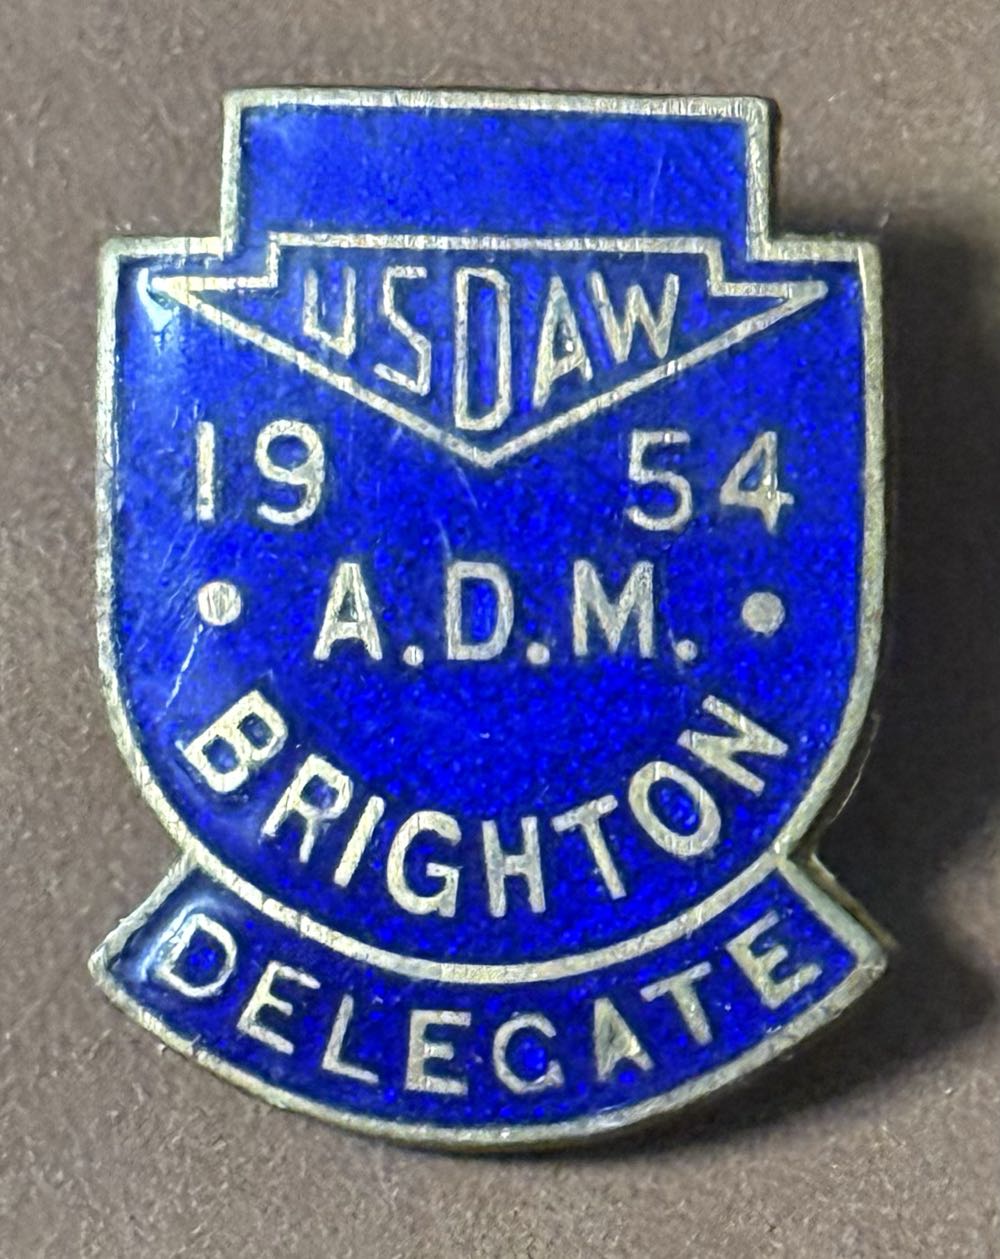 USDAW
19 54
• A.D.M. •
BRIGHTON
DELEGATE